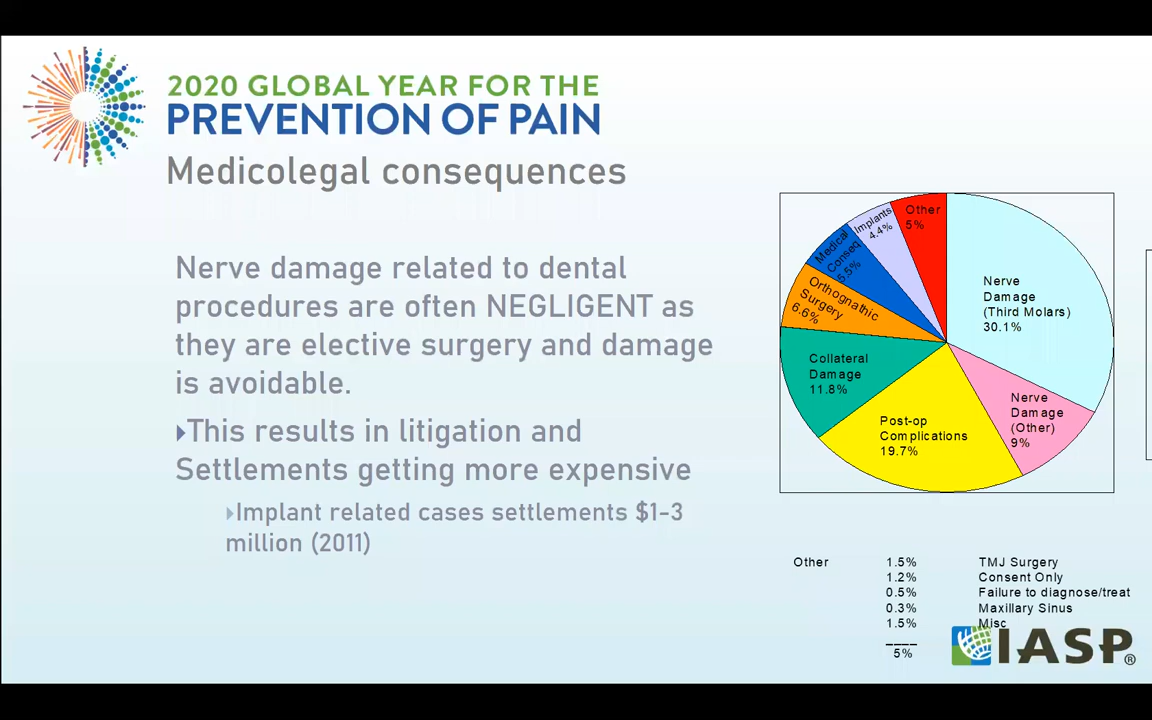 2020 GLOBAL YEAR FOR THE
PREVENTION OF PAIN
Medicolegal consequences
Nerve damage related to dental
procedures are often NEGLIGENT as
they are elective surgery and damage
is avoidable.
This results in litigation and
Settlements getting more expensive
Implant related cases settlements $1-3
million (2011)
Nerve
Damage
(Third Molars)
30.1%
Nerve
Damage
(Other)
9%
Post-op
Complications
19.7%
Collateral
Damage
11.8%
Orthognathic
Surgery
6.6%
Medical
Conseq.
5.5%
Implants
4.4%
Other
5%
Other 1.5% TMJ Surgery
1.2% Consent Only
0.5% Failure to diagnose/treat
0.3% Maxillary Sinus
1.5% Misc
5%
IASP®